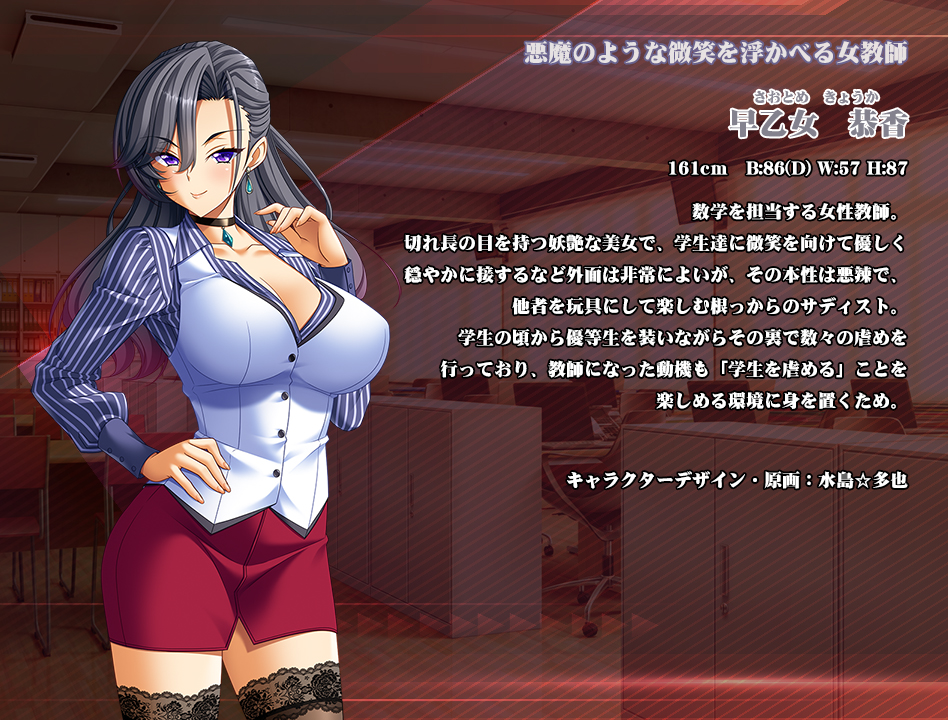 悪魔のような微笑を浮かべる女教師
さおとめ きょうか
早乙女 恭香
161cm B:86(D) W:57 H:87
数学を担当する女性教師。
切れ長の目を持つ妖艶な美女で、学生達に微笑を向けて優しく
穏やかに接するなど外面は非常によいが、その本性は悪辣で、
他者を玩具にして楽しむ根っからのサディスト。
学生の頃から優等生を装いながらその裏で数々の虐めを
行っており、教師になった動機も「学生を虐める」ことを
楽しめる環境に身を置くため。
キャラクターデザイン・原画：水島☆多也